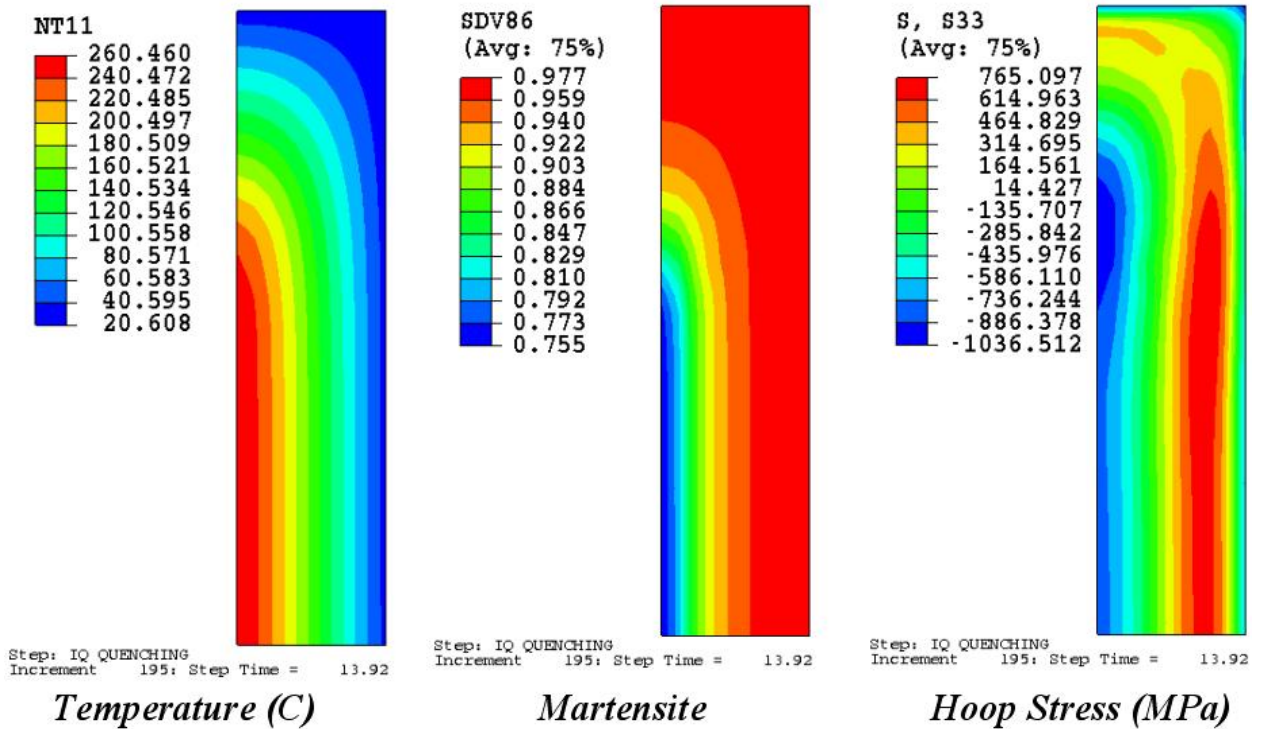 NT11
260.460
240.472
220.485
200.497
180.509
160.521
140.534
120.546
100.558
80.571
60.583
40.595
20.608
Step: IQ QUENCHING
Increment 195: Step Time = 13.92
Temperature (C)
SDV86
(Avg: 75%)
0.977
0.959
0.940
0.922
0.903
0.884
0.866
0.847
0.829
0.810
0.792
0.773
0.755
Step: IQ QUENCHING
Increment 195: Step Time = 13.92
Martensite
S, S33
(Avg: 75%)
765.097
614.963
464.829
314.695
164.561
14.427
-135.707
-285.842
-435.976
-586.110
-736.244
-886.378
-1036.512
Step: IQ QUENCHING
Increment 195: Step Time = 13.92
Hoop Stress (MPa)